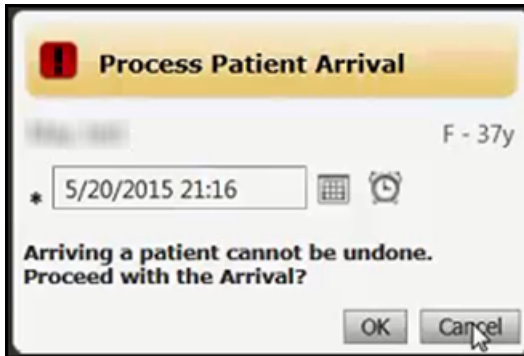 Process Patient Arrival
F - 37y
* 5/20/2015 21:16
Arriving a patient cannot be undone.
Proceed with the Arrival?
OK Cancel